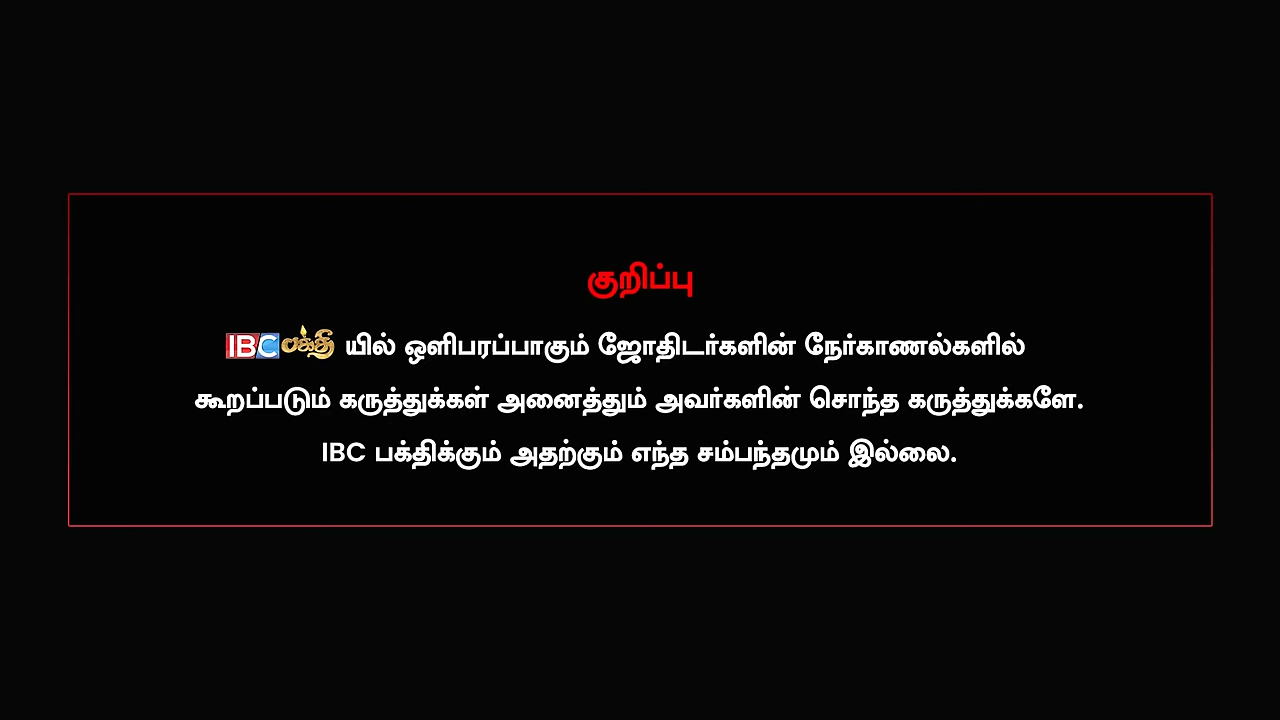 குறிப்பு
IBC பக்தி யில் ஒளிபரப்பாகும் ஜோதிடர்களின் நேர்காணல்களில்
கூறப்படும் கருத்துக்கள் அனைத்தும் அவர்களின் சொந்த கருத்துக்களே.
IBC பக்திக்கும் அதற்கும் எந்த சம்பந்தமும் இல்லை.